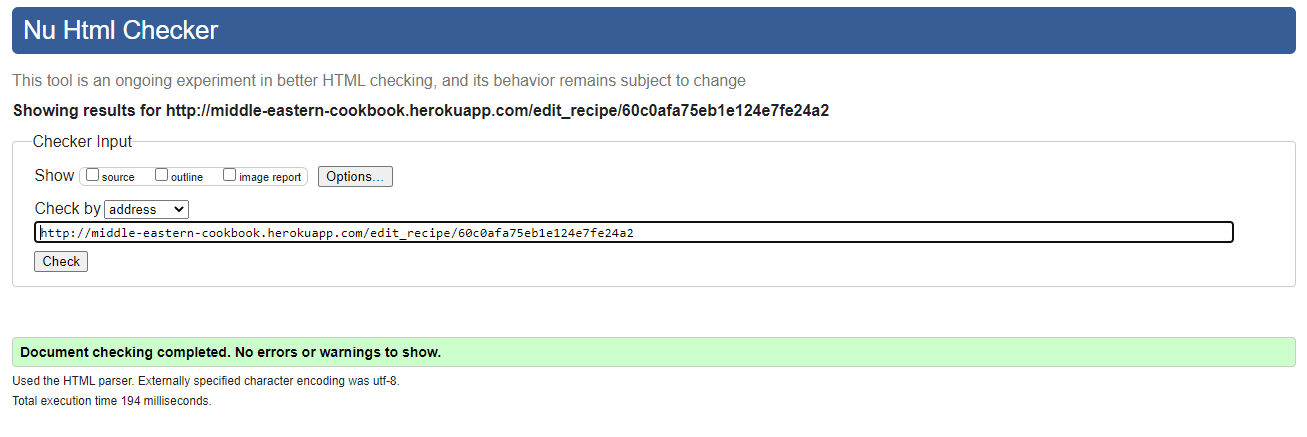 Nu Html Checker
This tool is an ongoing experiment in better HTML checking, and its behavior remains subject to change
Showing results for http://middle-eastern-cookbook.herokuapp.com/edit_recipe/60c0afa75eb1e124e7fe24a2
Checker Input
Show source outline image report Options...
Check by address
http://middle-eastern-cookbook.herokuapp.com/edit_recipe/60c0afa75eb1e124e7fe24a2
Check
Document checking completed. No errors or warnings to show.
Used the HTML parser. Externally specified character encoding was utf-8.
Total execution time 194 milliseconds.